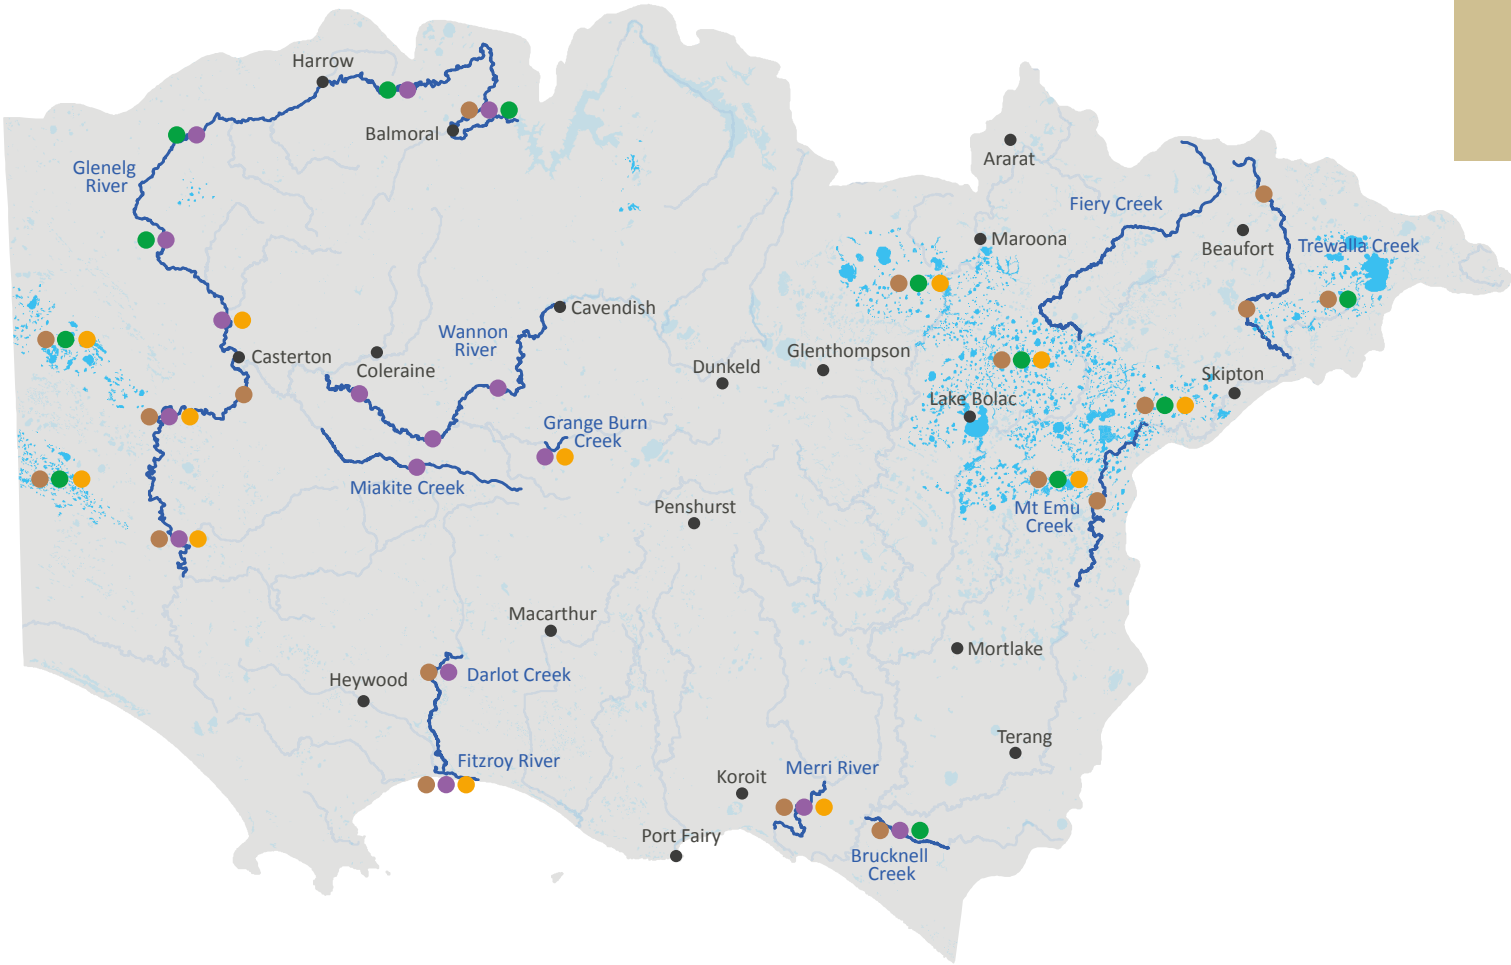 Harrow
Balmoral
Ararat
Glenelg
River
Fiery Creek
Maroona
Beaufort
Trewalla Creek
Cavendish
Wannon
River
Casterton
Coleraine
Dunkeld
Glenthompson
Skipton
Lake Bolac
Grange Burn
Creek
Miakite Creek
Penshurst
Mt Emu
Creek
Macarthur
Mortlake
Darlot Creek
Heywood
Terang
Fitzroy River
Koroit
Merri River
Port Fairy
Brucknell
Creek